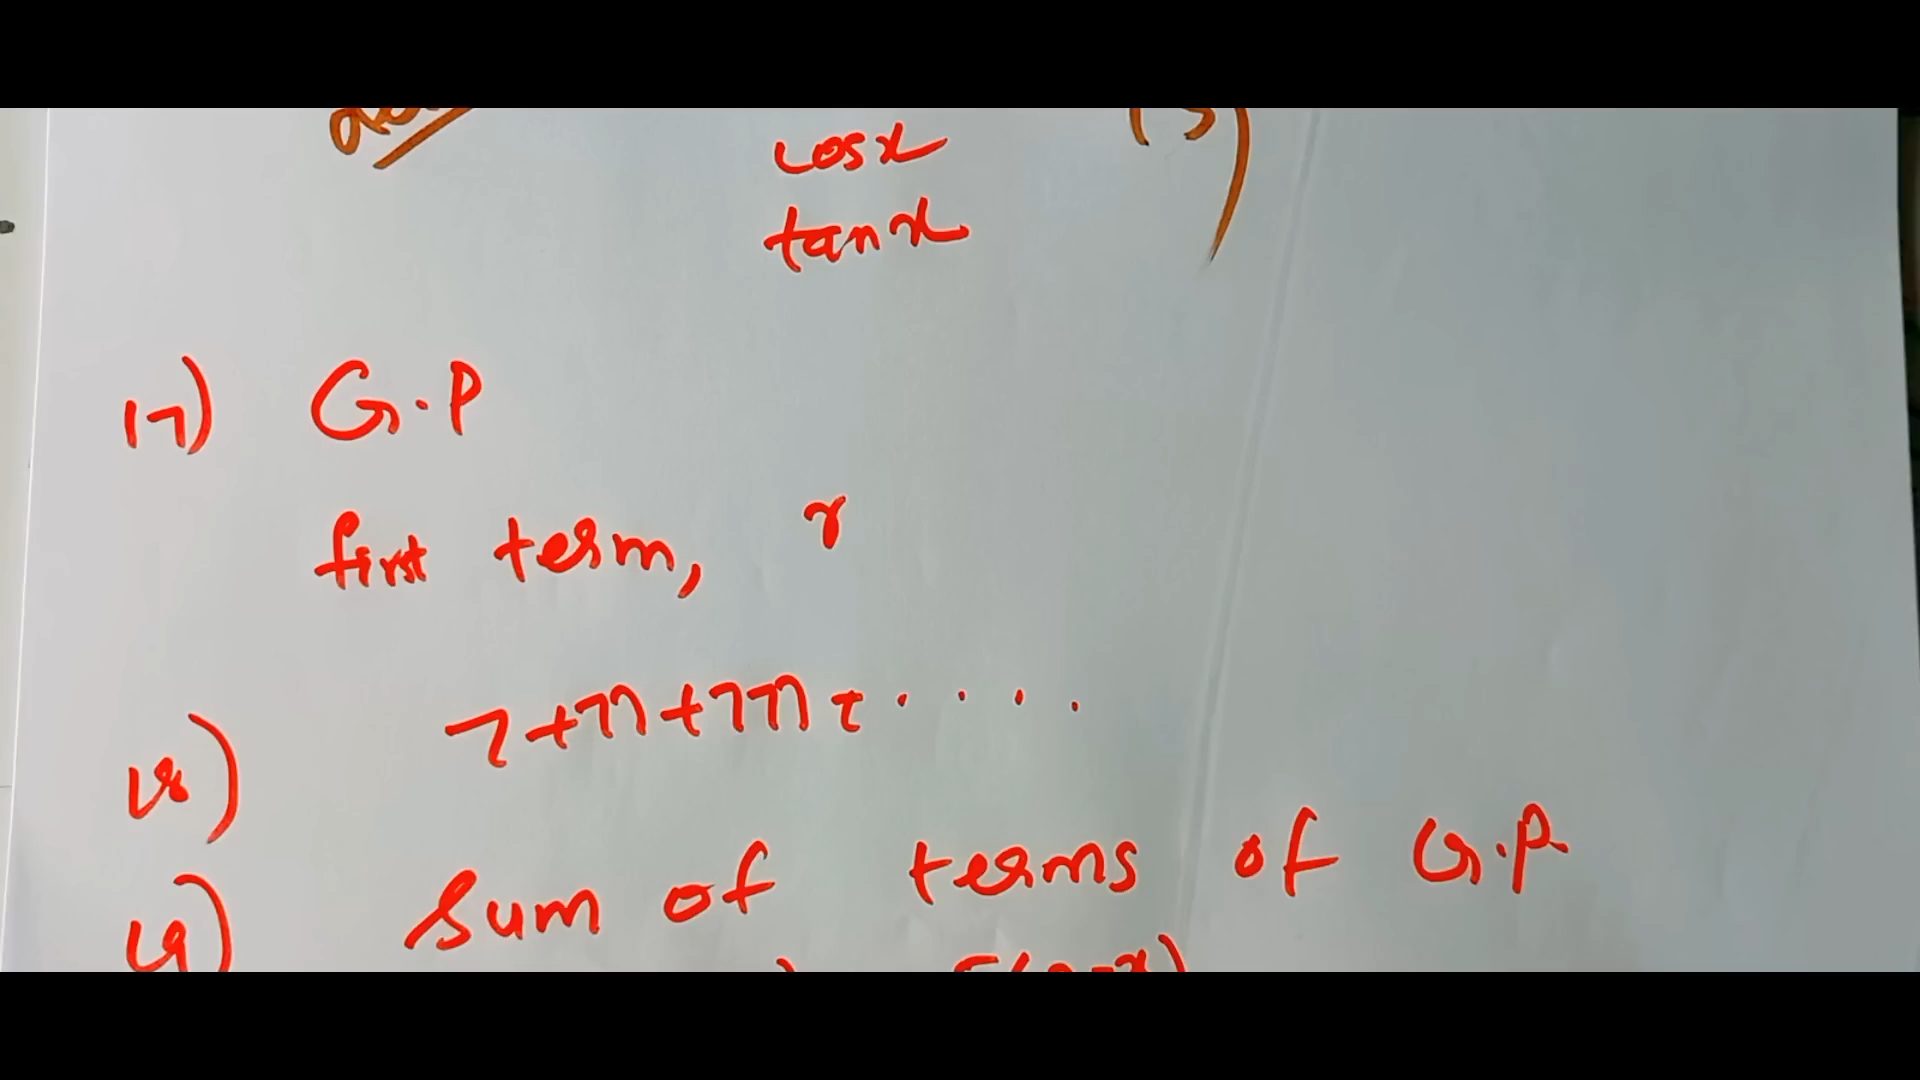 cosx
tanx
17) G.P
first term, r
18) 7+77+777+....
19) Sum of terms of G.P